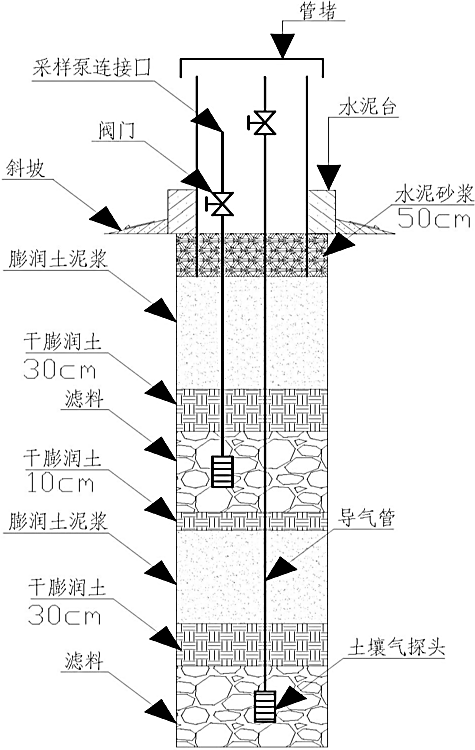 管堵
采样泵连接口
水泥台
阀门
斜坡
水泥砂浆
50cm
膨润土泥浆
干膨润土
30cm
滤料
干膨润土
10cm
膨润土泥浆
导气管
干膨润土
30cm
土壤气探头
滤料